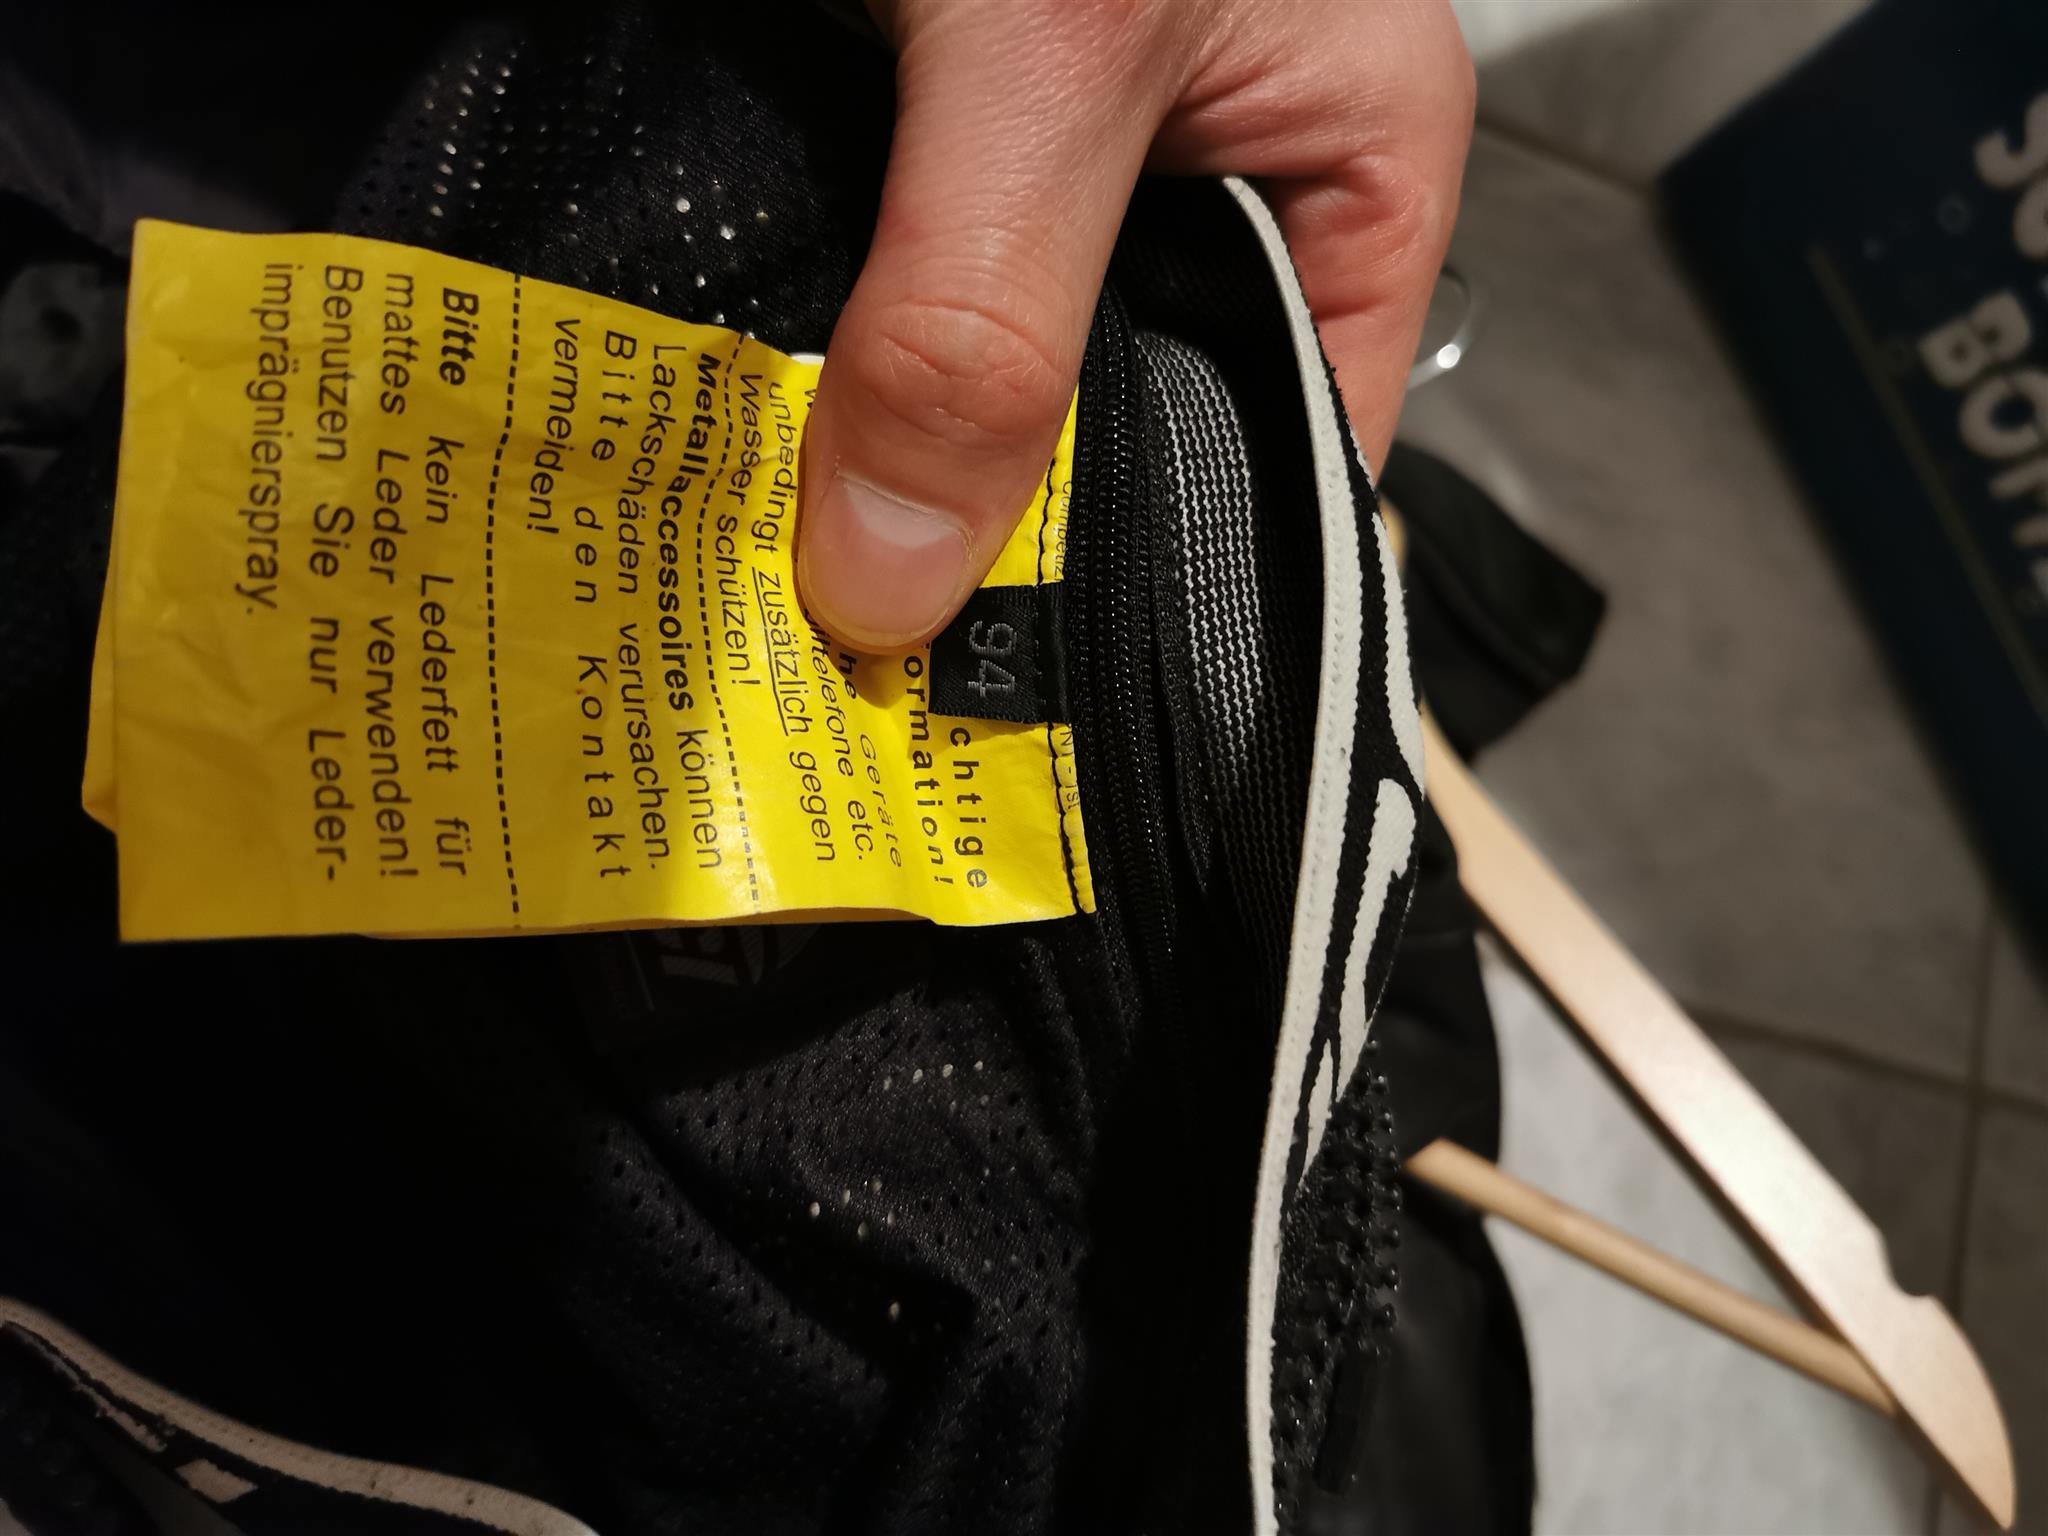 94
chtige
ormation!
che Geräte
iltelefone etc.
unbedingt zusätzlich gegen
Wasser schützen!
Metallaccessoires können
Lackschäden verursachen.
Bitte den Kontakt
vermeiden!
Bitte kein Lederfett für
mattes Leder verwenden!
Benutzen Sie nur Leder-
imprägnierspray.